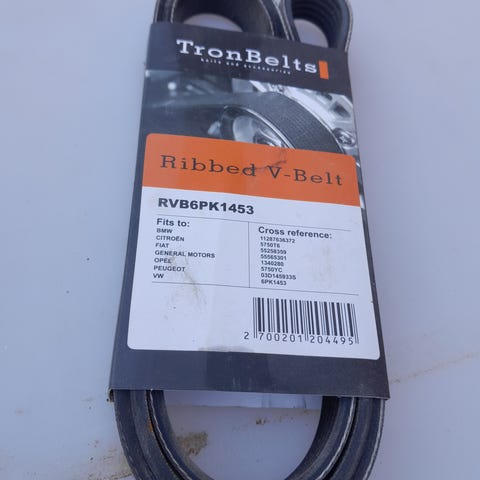 TronBelts
belts and accessories
Ribbed V-Belt
RVB6PK1453
Fits to:
BMW
CITROËN
FIAT
GENERAL MOTORS
OPEL
PEUGEOT
VW
Cross reference:
11287636372
5750T6
55258359
55565301
1340280
5750YC
03D145933S
6PK1453
2 700201 204495